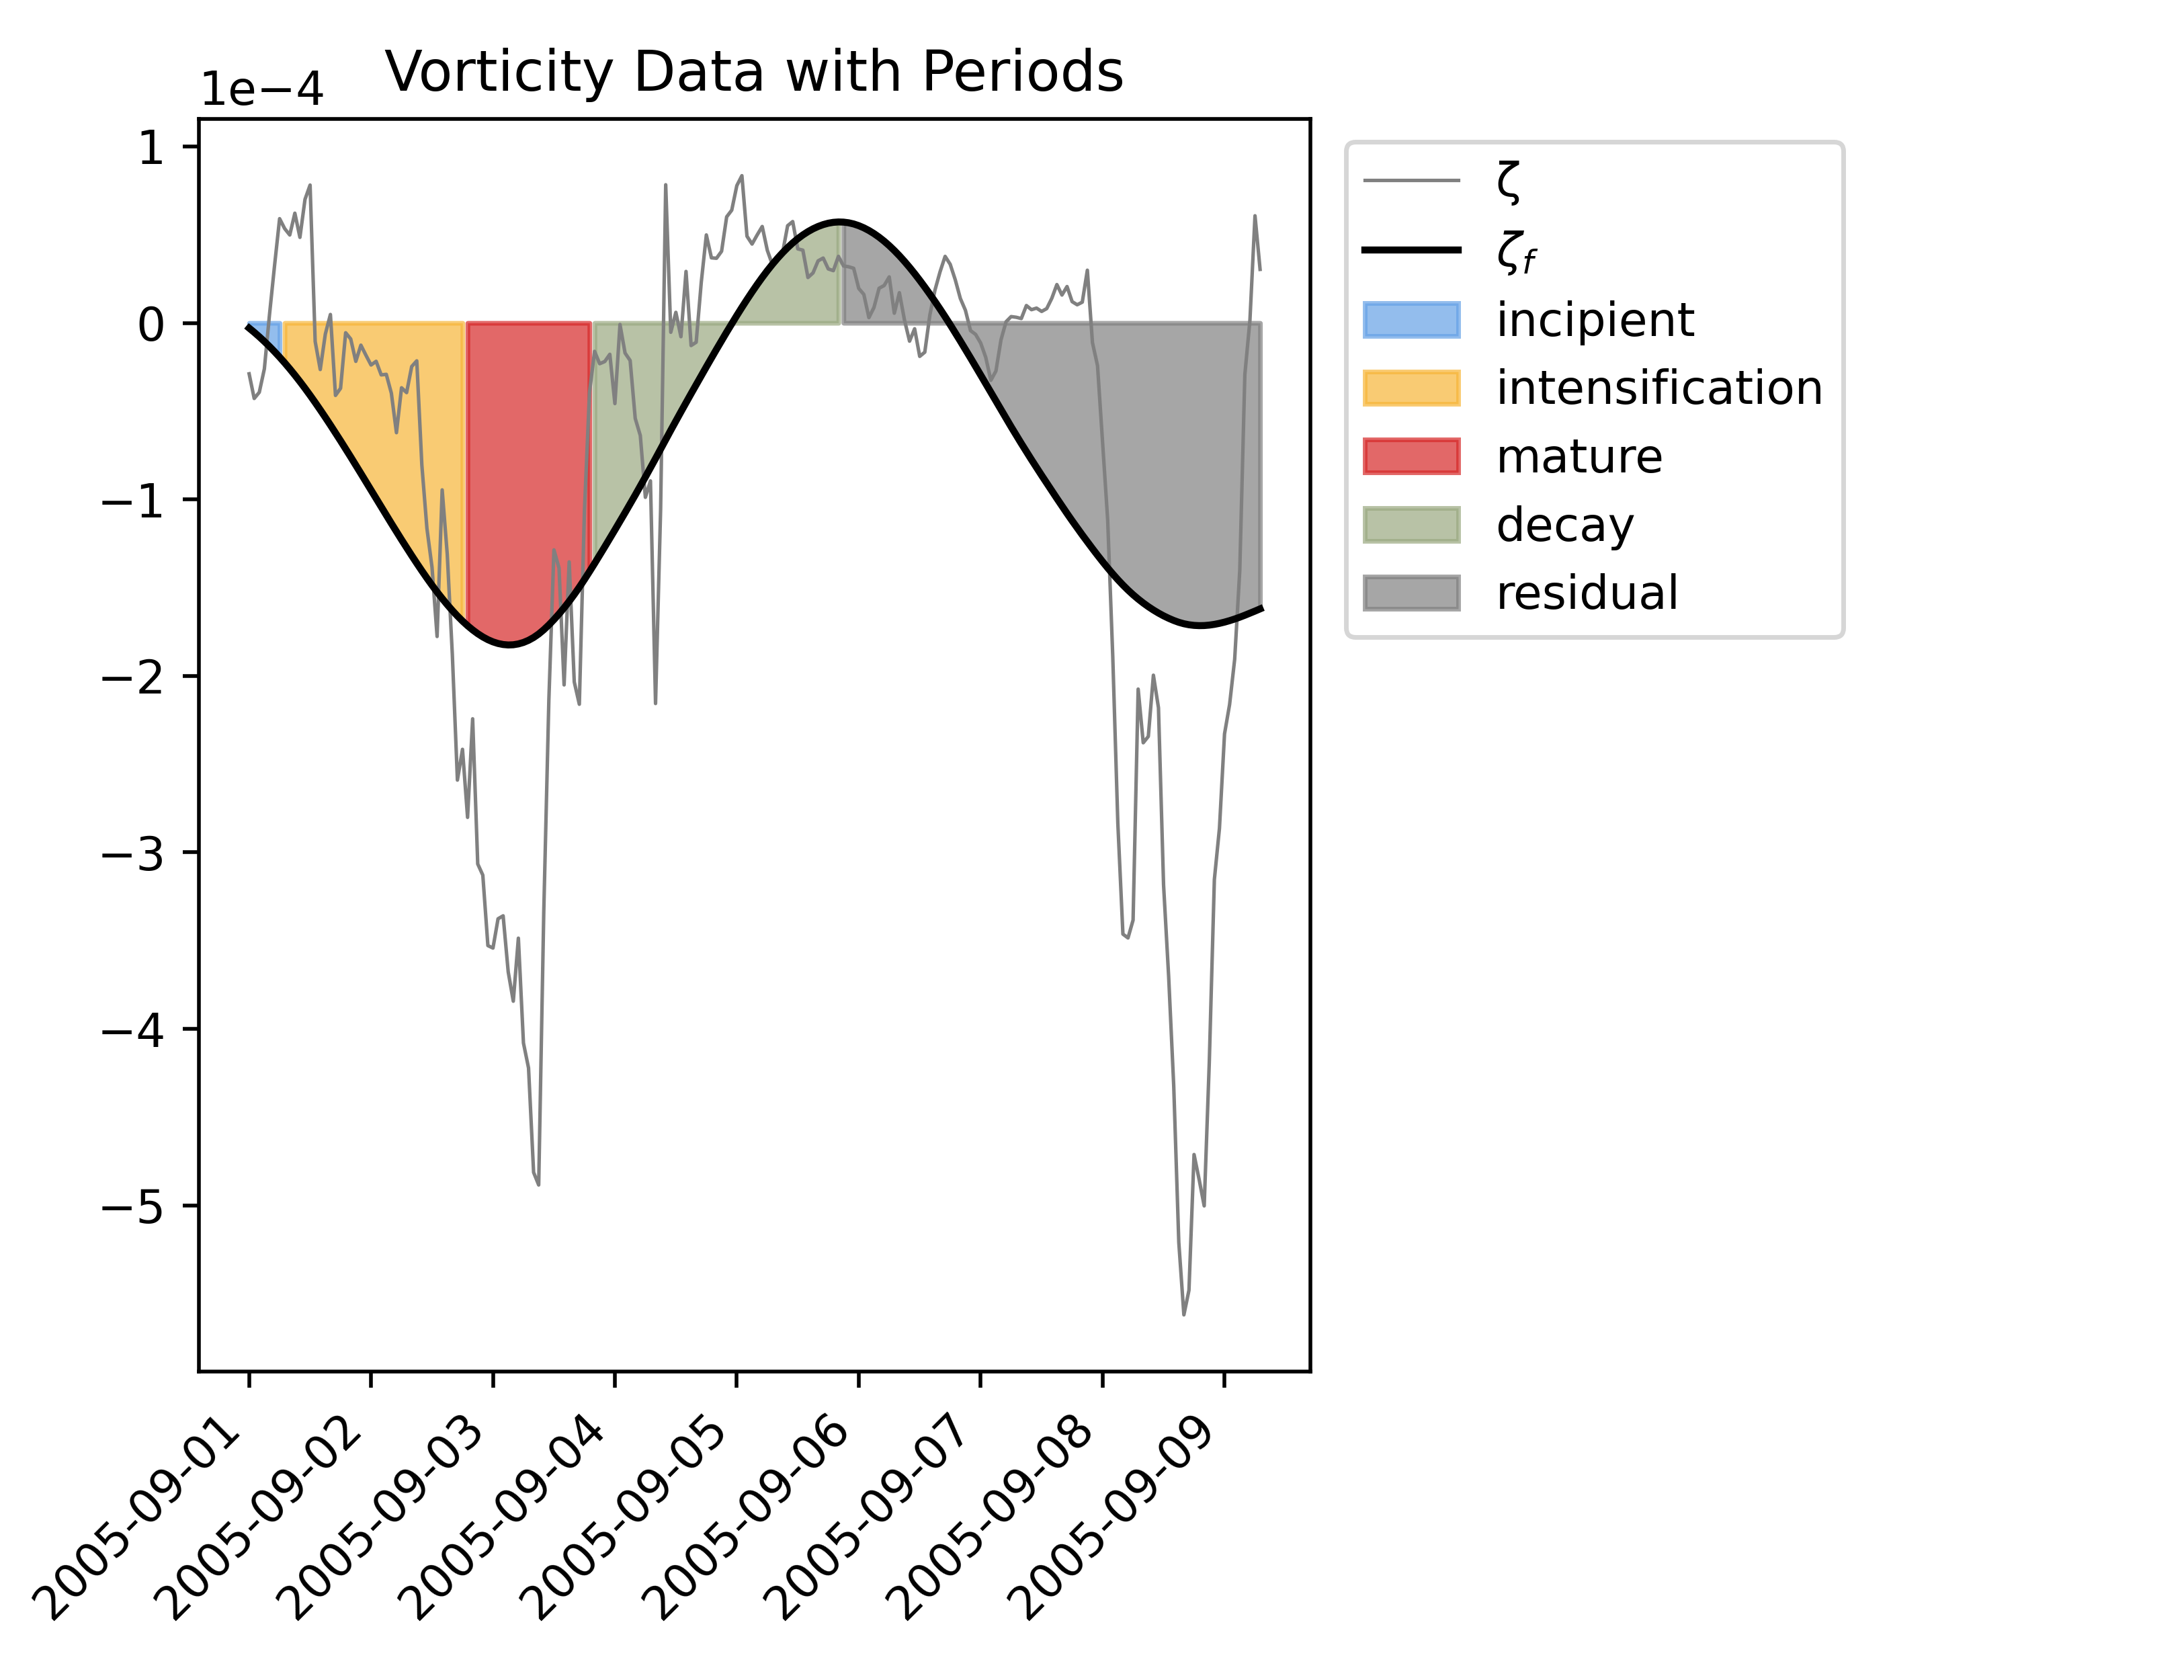 Vorticity Data with Periods
1e−4
1
0
−1
−2
−3
−4
−5
2005-09-01
2005-09-02
2005-09-03
2005-09-04
2005-09-05
2005-09-06
2005-09-07
2005-09-08
2005-09-09
ζ
ζf
incipient
intensification
mature
decay
residual